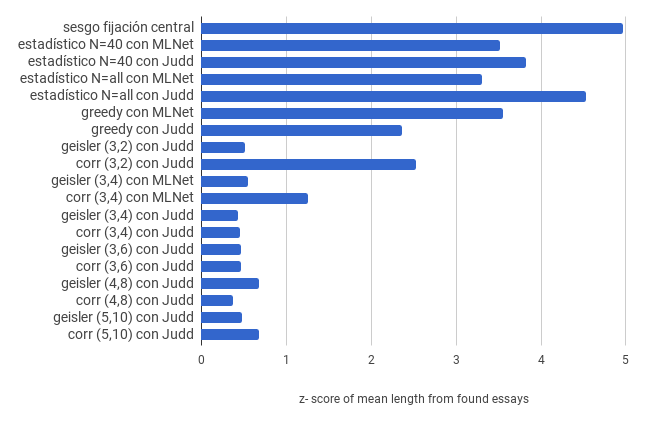 sesgo fijación central
estadístico N=40 con MLNet
estadístico N=40 con Judd
estadístico N=all con MLNet
estadístico N=all con Judd
greedy con MLNet
greedy con Judd
geisler (3,2) con Judd
corr (3,2) con Judd
geisler (3,4) con MLNet
corr (3,4) con MLNet
geisler (3,4) con Judd
corr (3,4) con Judd
geisler (3,6) con Judd
corr (3,6) con Judd
geisler (4,8) con Judd
corr (4,8) con Judd
geisler (5,10) con Judd
corr (5,10) con Judd
0 1 2 3 4 5
z- score of mean length from found essays